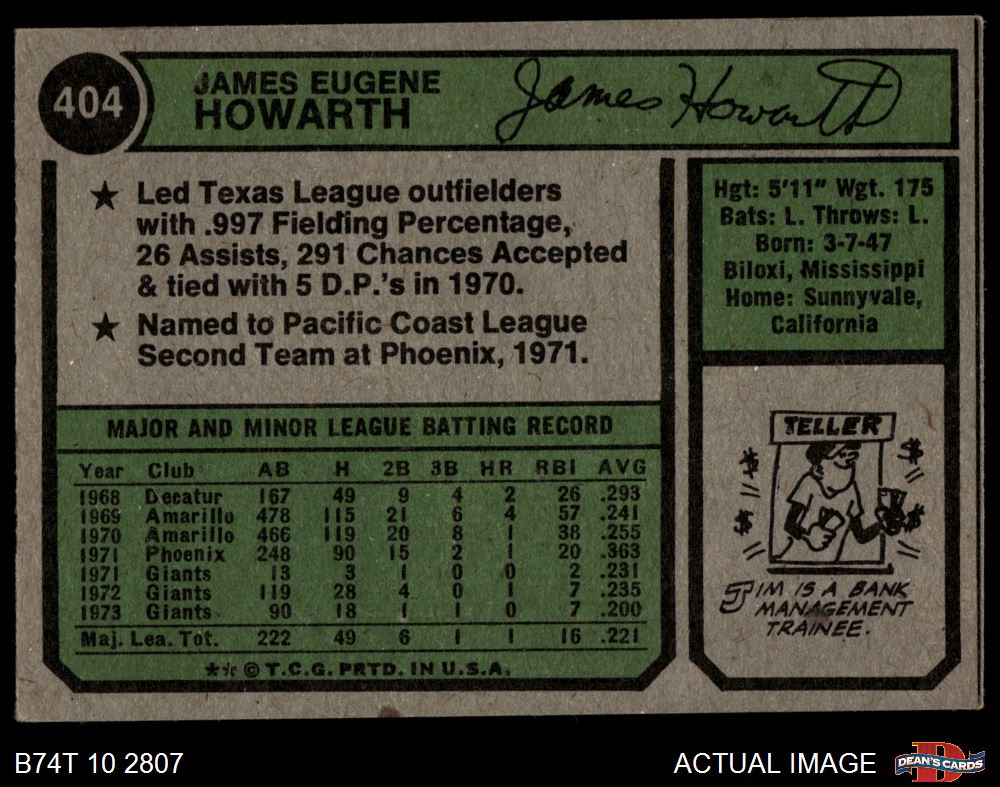 404
JAMES EUGENE
HOWARTH
James Howarth
★ Led Texas League outfielders
with .997 Fielding Percentage,
26 Assists, 291 Chances Accepted
& tied with 5 D.P.'s in 1970.
★ Named to Pacific Coast League
Second Team at Phoenix, 1971.
Hgt: 5'11" Wgt. 175
Bats: L. Throws: L.
Born: 3-7-47
Biloxi, Mississippi
Home: Sunnyvale,
California
MAJOR AND MINOR LEAGUE BATTING RECORD
Year Club AB H 2B 3B HR RBI AVG
1968 Decatur 167 49 9 4 2 26 .293
1969 Amarillo 478 115 21 6 4 57 .241
1970 Amarillo 466 119 20 8 1 38 .255
1971 Phoenix 248 90 15 2 1 20 .363
1971 Giants 13 3 1 0 0 2 .231
1972 Giants 119 28 4 0 1 7 .235
1973 Giants 90 18 1 1 0 7 .200
Maj. Lea. Tot. 222 49 6 1 1 16 .221
** © T.C.G. PRTD. IN U.S.A.
TELLER
$ $
$ $
JIM IS A BANK
MANAGEMENT
TRAINEE.
B74T 10 2807
ACTUAL IMAGE
D
DEAN'S CARDS